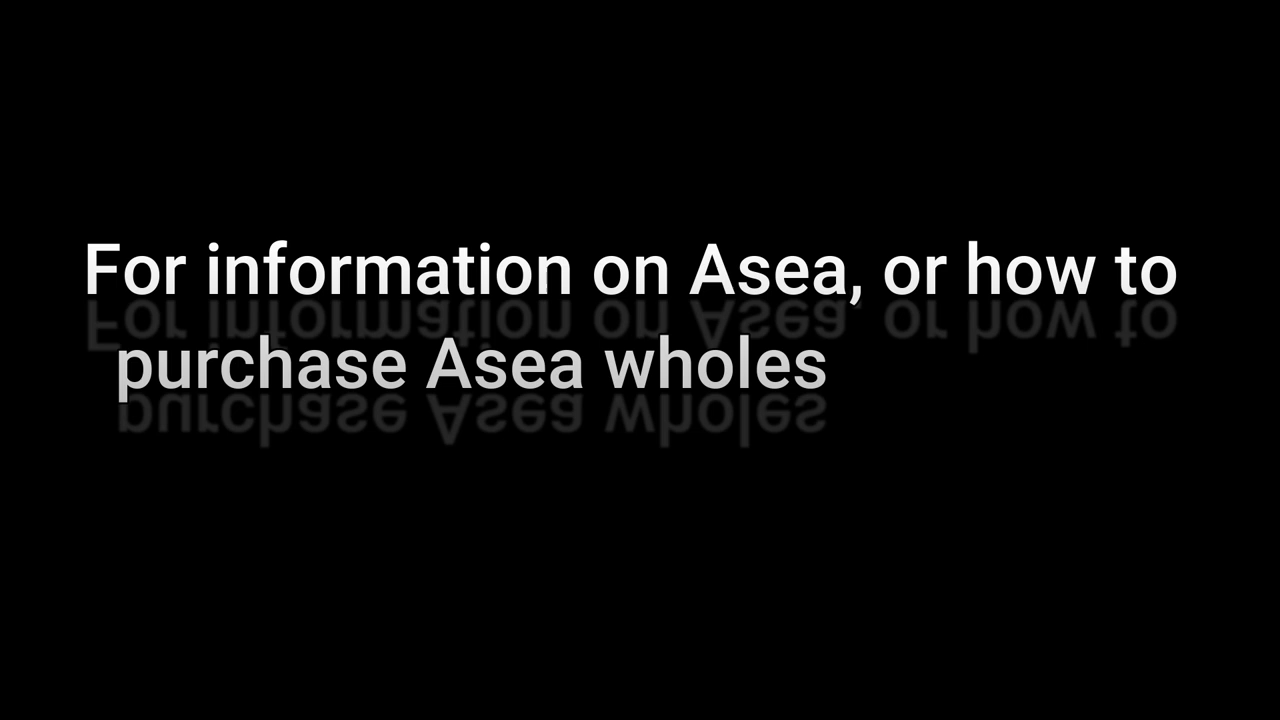 For information on Asea, or how to
purchase Asea wholes